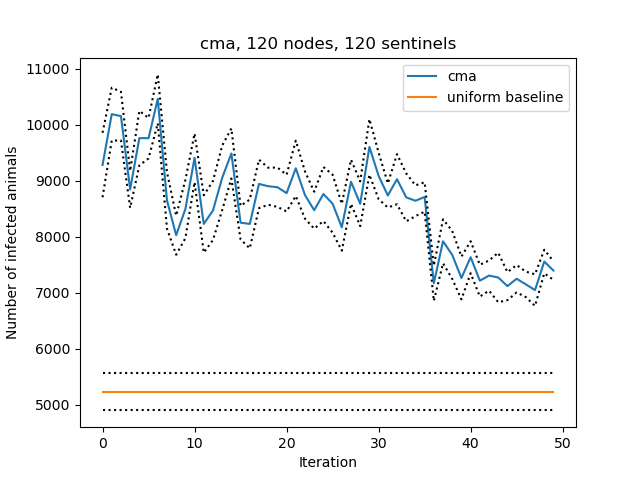 cma, 120 nodes, 120 sentinels
cma
uniform baseline
Number of infected animals
11000
10000
9000
8000
7000
6000
5000
0 10 20 30 40 50
Iteration